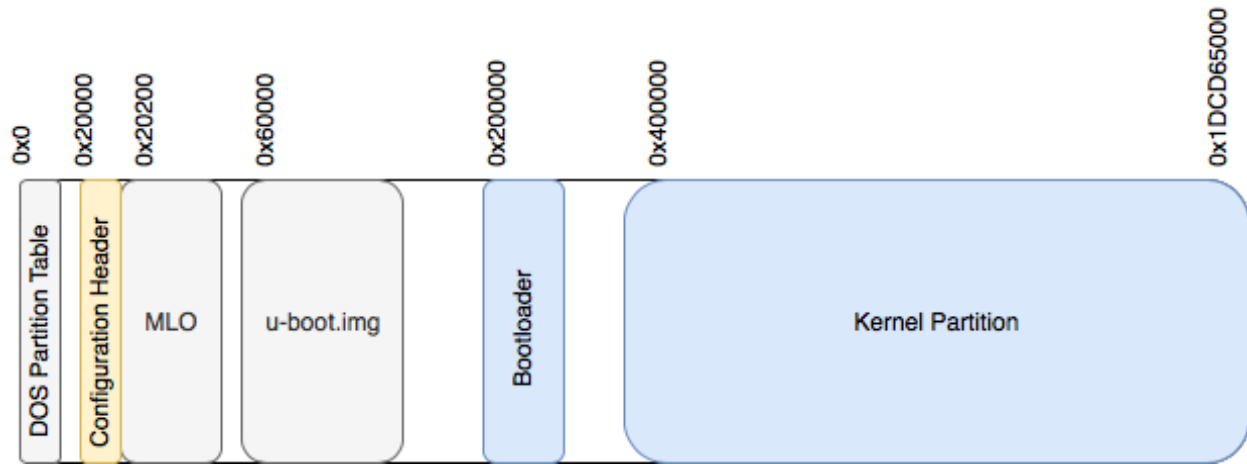 0x0
0x20000
0x20200
0x60000
0x200000
0x400000
0x1DCD65000
DOS Partition Table
Configuration Header
MLO
u-boot.img
Bootloader
Kernel Partition